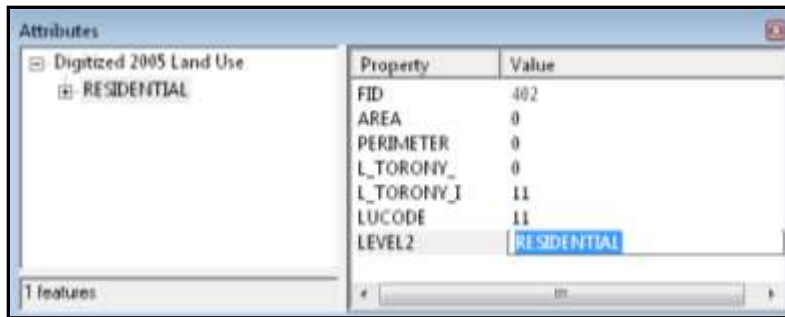 Attributes
Digitized 2005 Land Use
RESIDENTIAL
1 features
Property Value
FID 402
AREA 0
PERIMETER 0
L_TORONY_ 0
L_TORONY_I 11
LUCODE 11
LEVEL2 RESIDENTIAL